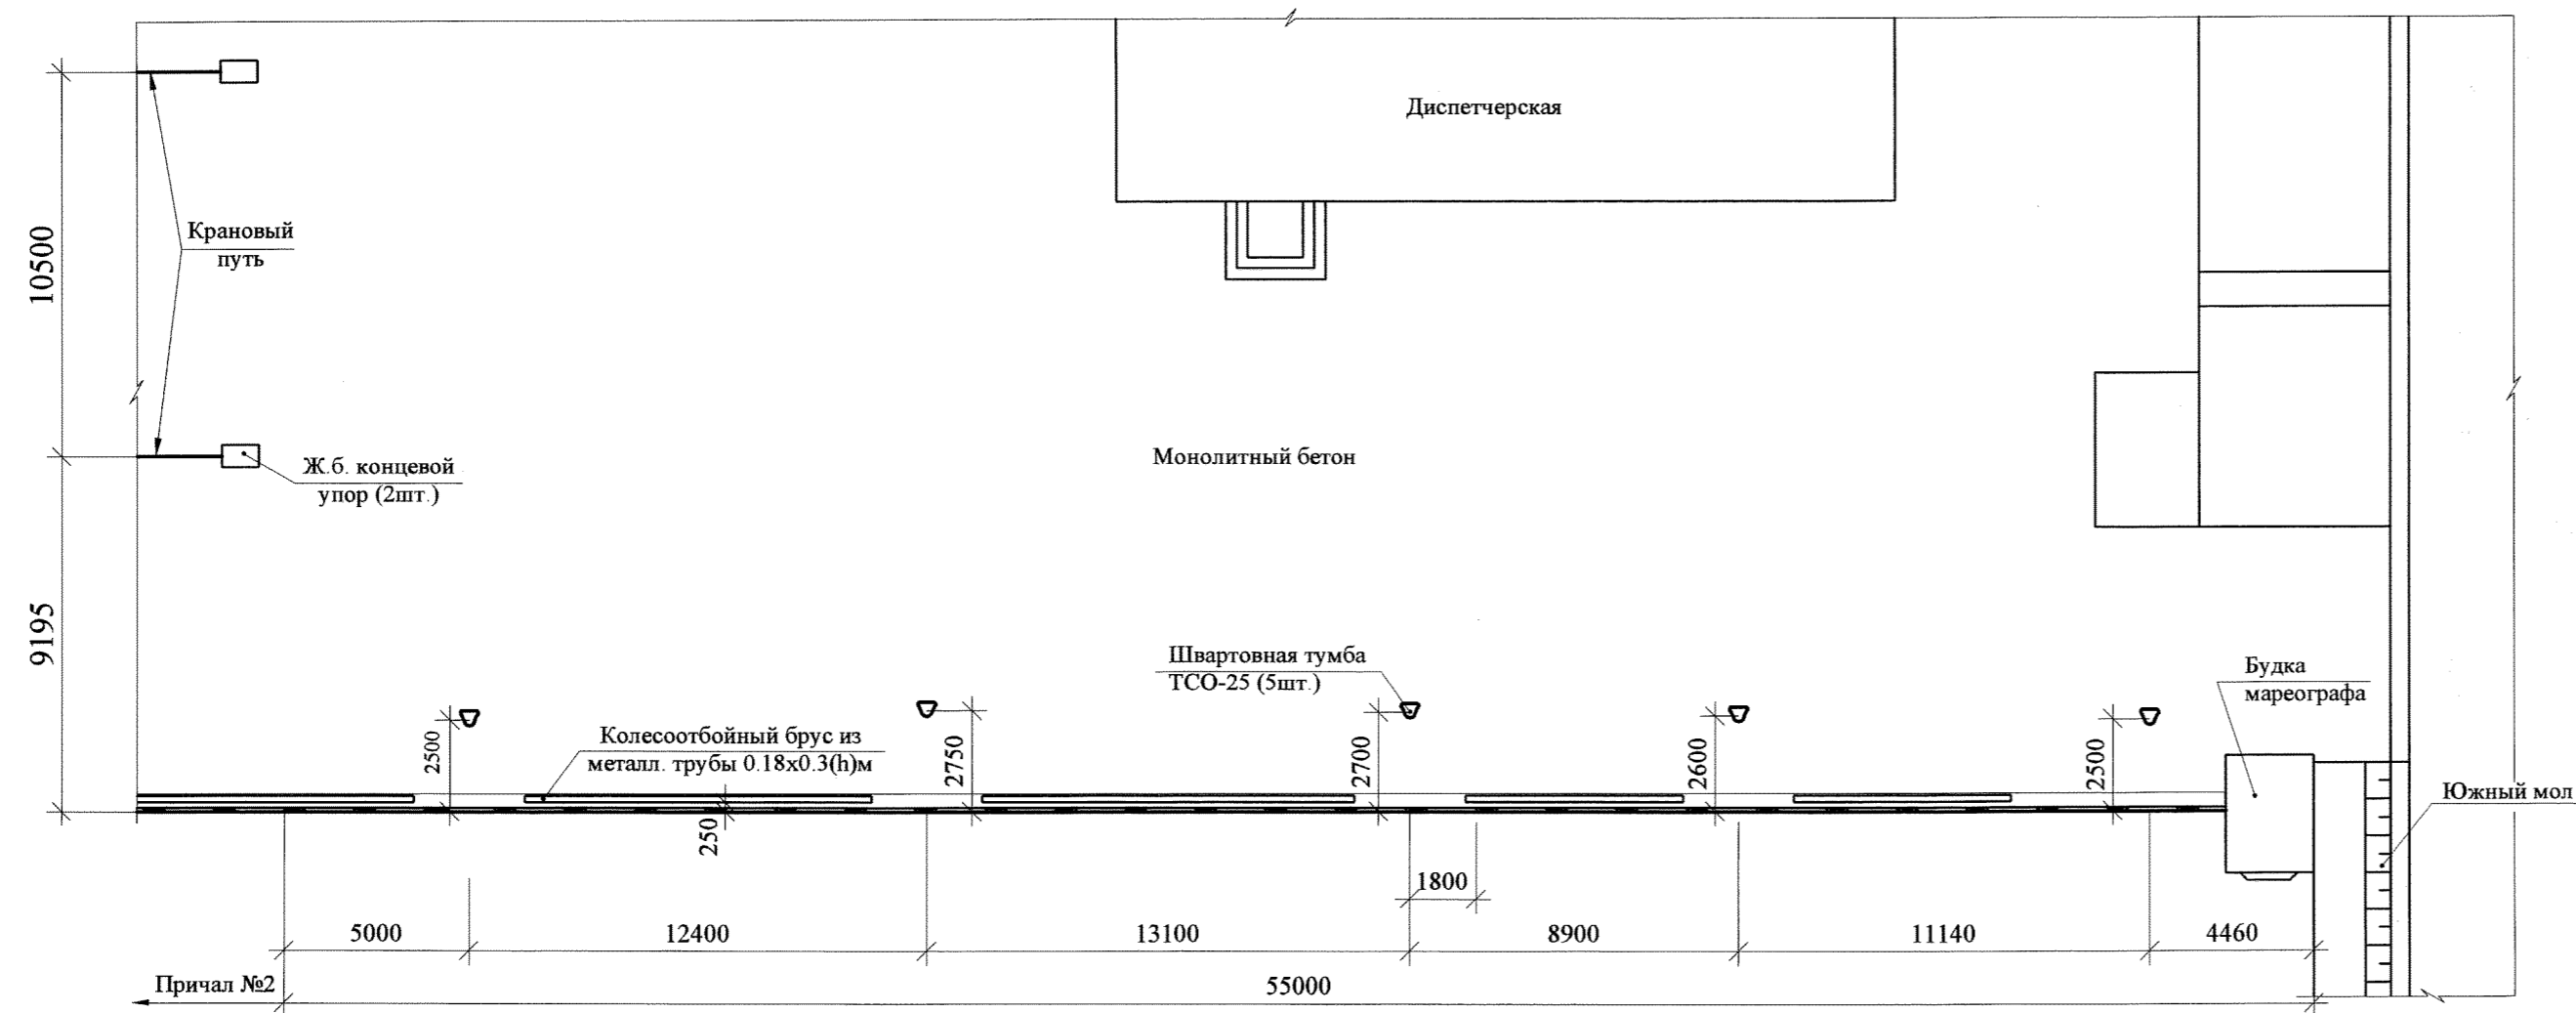 Диспетчерская
Крановый
путь
10500
Ж.б. концевой
упор (2шт.)
Монолитный бетон
9195
Швартовная тумба
ТСО-25 (5шт.)
Будка
мареографа
Колесоотбойный брус из
металл. трубы 0.18х0.3(h)м
2500
2750
2700
2600
2500
250
Южный мол
1800
5000
12400
13100
8900
11140
4460
Причал №2
55000